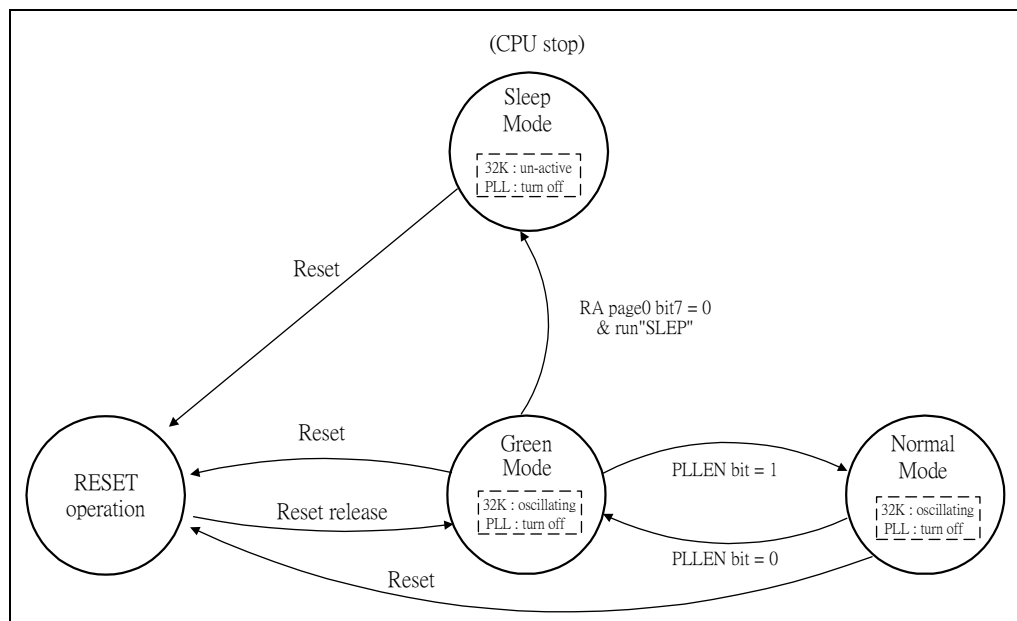 (CPU stop)
Sleep
Mode
32K : un-active
PLL : turn off
Reset
RA page0 bit7 = 0
& run"SLEP"
RESET
operation
Reset
Reset release
Green
Mode
32K : oscillating
PLL : turn off
PLLEN bit = 1
PLLEN bit = 0
Normal
Mode
32K : oscillating
PLL : turn off
Reset